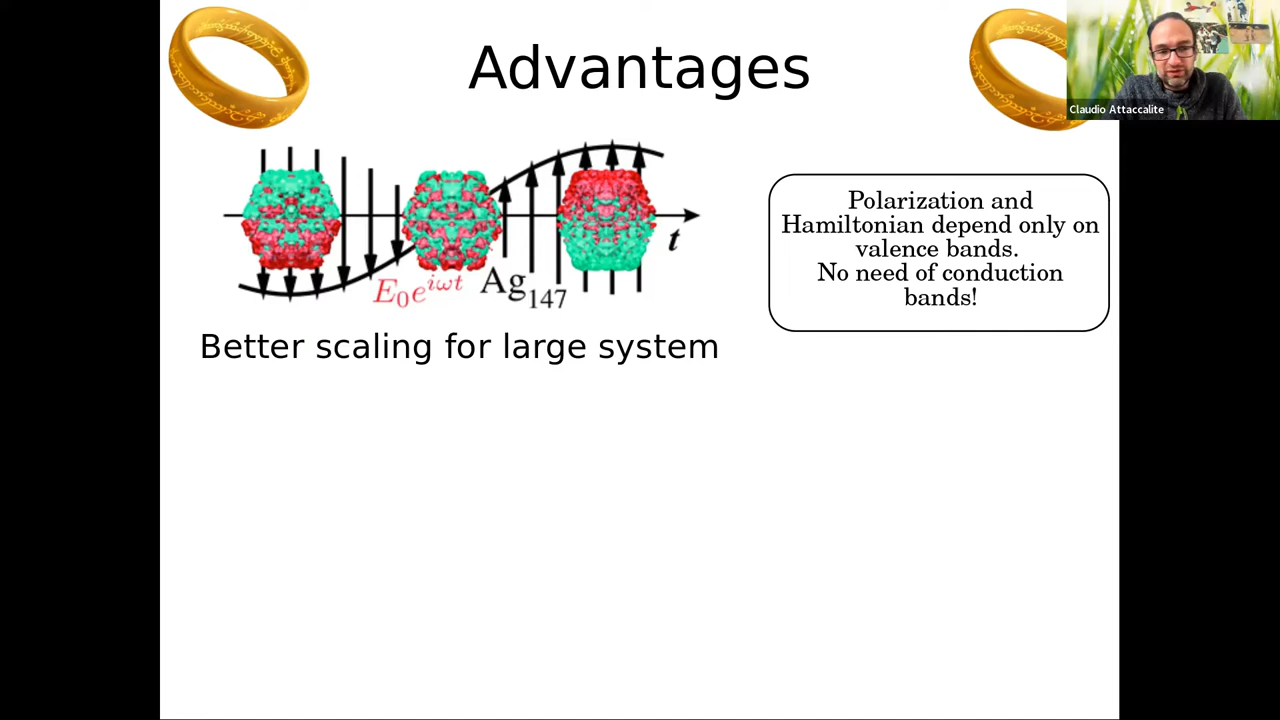 Advantages
Claudio Attaccalite
Polarization and
Hamiltonian depend only on
valence bands.
No need of conduction
bands!
t
E₀e^{iωt}
Ag₁₄₇
Better scaling for large system